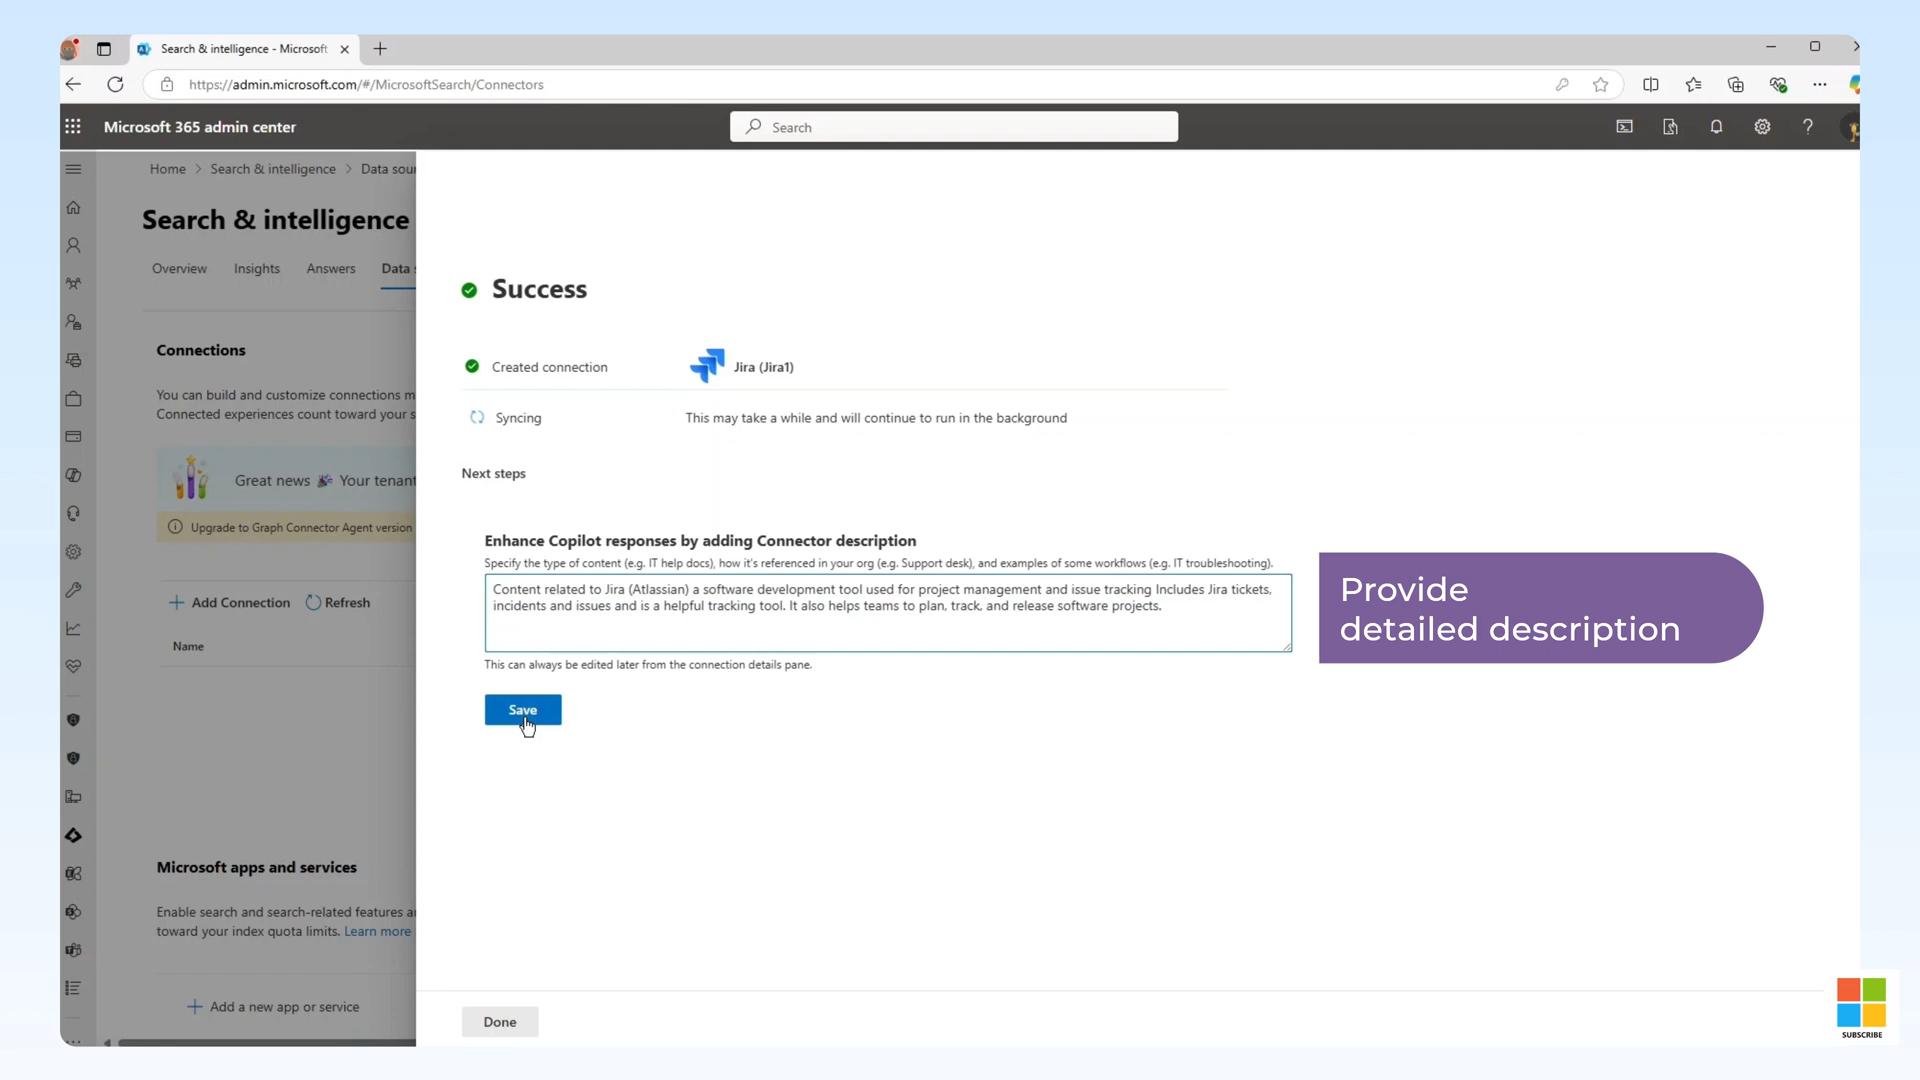 Search & intelligence - Microsoft
https://admin.microsoft.com/#/MicrosoftSearch/Connectors
Microsoft 365 admin center
Search
Home > Search & intelligence > Data sour
Search & intelligence
Overview Insights Answers Data s
Connections
You can build and customize connections m
Connected experiences count toward your s
Great news 🎉 Your tenant
Upgrade to Graph Connector Agent version
+ Add Connection Refresh
Name
Microsoft apps and services
Enable search and search-related features a
toward your index quota limits. Learn more
+ Add a new app or service
Success
Created connection Jira (Jira1)
Syncing This may take a while and will continue to run in the background
Next steps
Enhance Copilot responses by adding Connector description
Specify the type of content (e.g. IT help docs), how it's referenced in your org (e.g. Support desk), and examples of some workflows (e.g. IT troubleshooting).
Content related to Jira (Atlassian) a software development tool used for project management and issue tracking Includes Jira tickets,
incidents and issues and is a helpful tracking tool. It also helps teams to plan, track, and release software projects.
This can always be edited later from the connection details pane.
Save
Done
Provide
detailed description
SUBSCRIBE